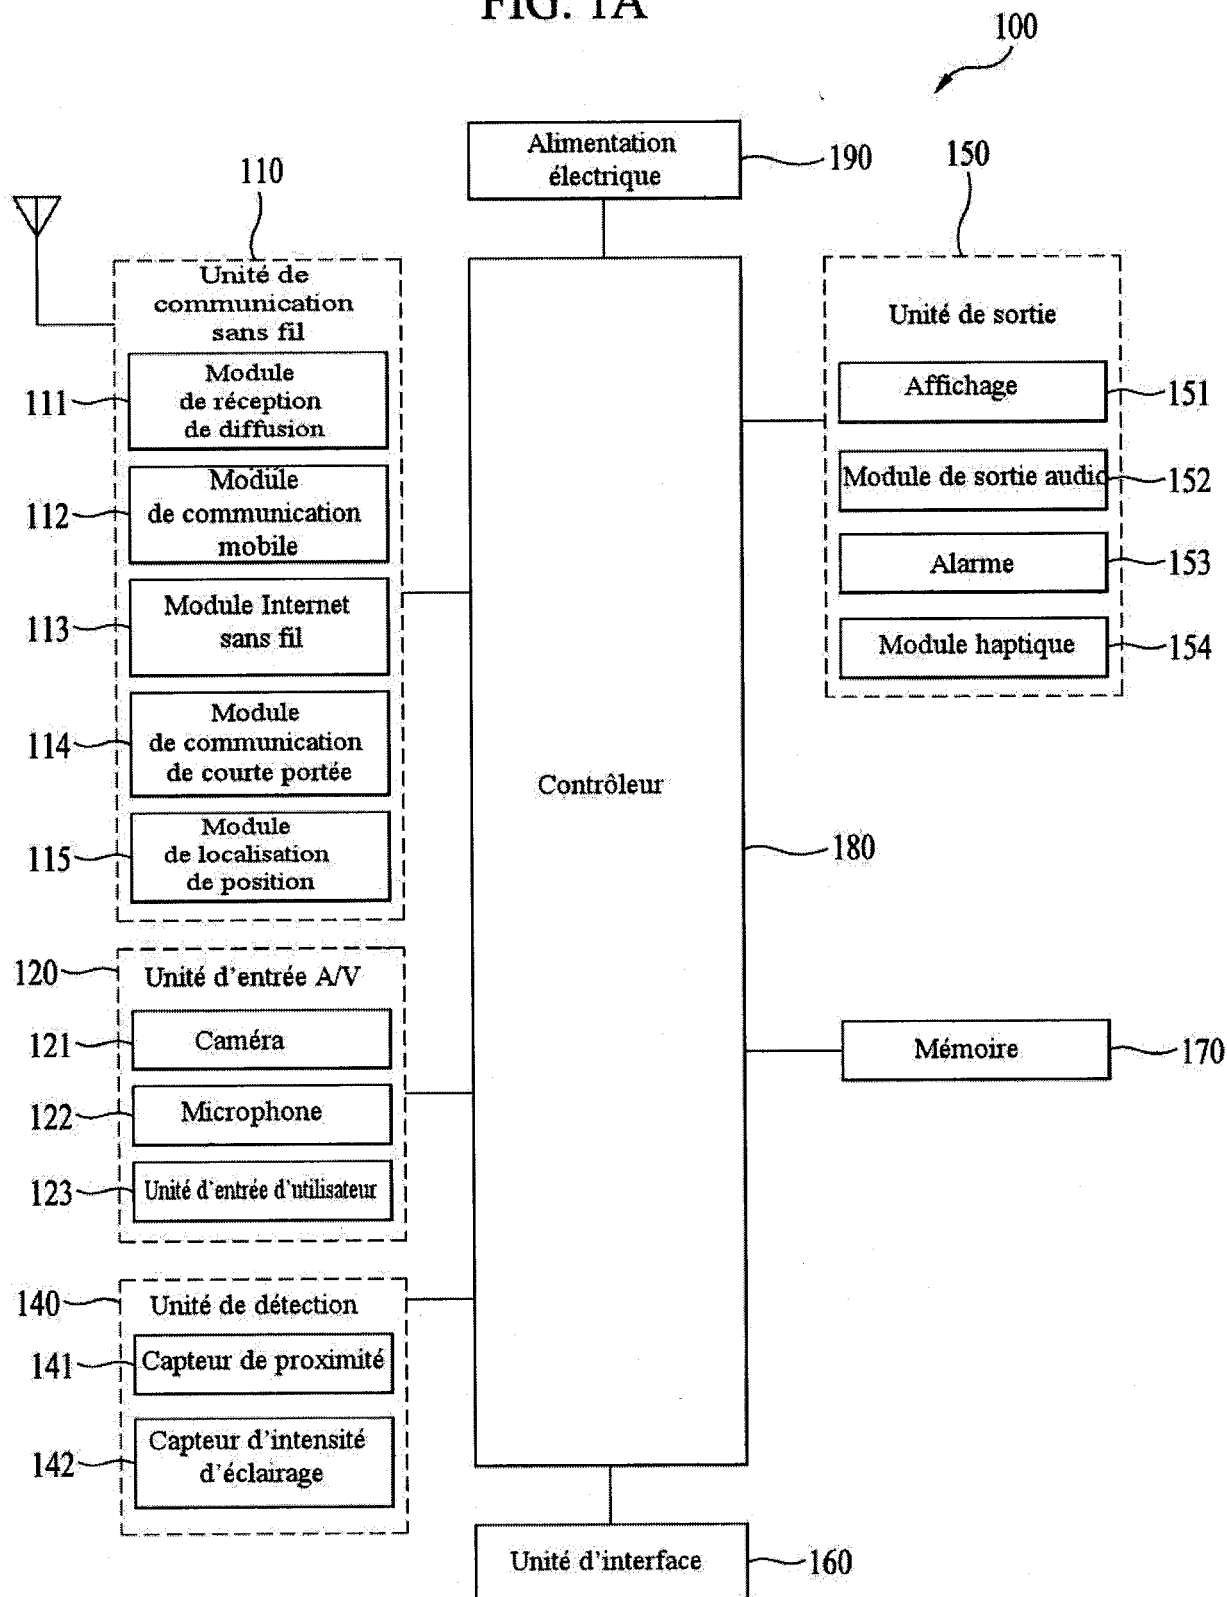 FIG. 1A
100
Alimentation
électrique
190
110
150
Unité de
communication
sans fil
Module
de réception
de diffusion
111
Module
de communication
mobile
112
Module Internet
sans fil
113
Module
de communication
de courte portée
114
Module
de localisation
de position
115
Unité de sortie
Affichage
151
Module de sortie audio
152
Alarme
153
Module haptique
154
Contrôleur
180
120
Unité d'entrée A/V
Caméra
121
Microphone
122
Unité d'entrée d'utilisateur
123
Mémoire
170
140
Unité de détection
Capteur de proximité
141
Capteur d'intensité
d'éclairage
142
Unité d'interface
160